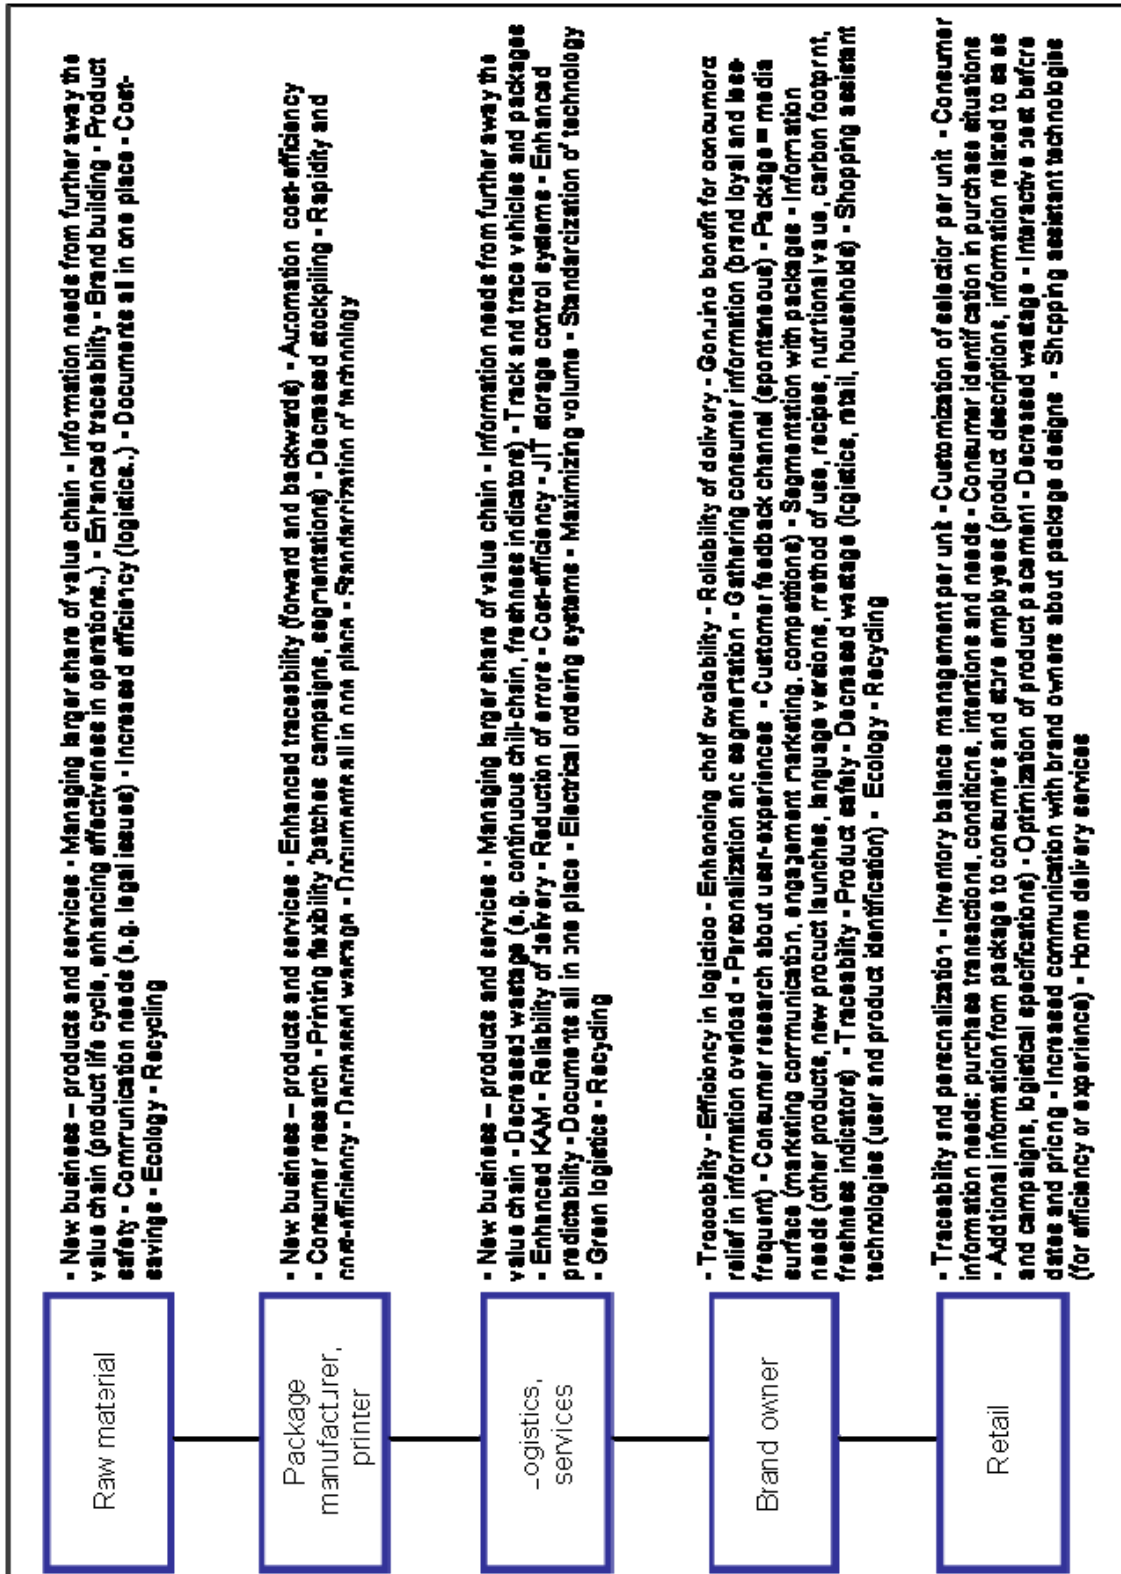 Raw material
• New business – products and services • Managing larger share of value chain • Information needs from further away the
value chain (product life cycle, enhancing effectiveness in operations..) • Enhanced traceability • Brand building • Product
safety • Communication needs (e.g. legal issues) • Increased efficiency (logistics..) • Documents all in one place • Cost-
savings • Ecology • Recycling
Package
manufacturer,
printer
• New business – products and services • Enhanced traceability (forward and backwards) • Automation cost-efficiency
• Consumer research • Printing flexibility (batches campaigns, segmentations) • Decreased stockpiling • Rapidity and
cost-efficiency • Decreased wastage • Documents all in one place • Standardization of technology
Logistics,
services
• New business – products and services • Managing larger share of value chain • Information needs from further away the
value chain • Decreased wastage (e.g. continuous chill-chain, freshness indicators) • Track and trace vehicles and packages
• Enhanced KAM • Reliability of delivery • Reduction of errors • Cost-efficiency • JIT storage control systems • Enhanced
predictability • Documents all in one place • Electrical ordering systems • Maximizing volume • Standardization of technology
• Green logistics • Recycling
Brand owner
• Traceability • Efficiency in logistics • Enhancing shelf availability • Reliability of delivery • Genuine benefit for consumers:
relief in information overload • Personalization and segmentation • Gathering consumer information (brand loyal and less-
frequent) • Consumer research about user-experiences • Customer feedback channel (spontaneous) • Package = media
surface (marketing communication, engagement marketing, competitions) • Segmentation with packages • Information
needs (other products, new product launches, language versions, method of use, recipes, nutritional value, carbon footprint,
freshness indicators) • Traceability • Product safety • Decreased wastage (logistics, retail, households) • Shopping assistant
technologies (user and product identification) • Ecology • Recycling
Retail
• Traceability and personalization • Inventory balance management per unit • Customization of selection per unit • Consumer
information needs: purchase transactions, conditions, intentions and needs • Consumer identification in purchase situations
• Additional information from package to consumers and store employees (product descriptions, information related to sales
and campaigns, logistical specifications) • Optimization of product placement • Decreased wastage • Interactive best before
dates and pricing • Increased communication with brand owners about package designs • Shopping assistant technologies
(for efficiency or experience) • Home delivery services